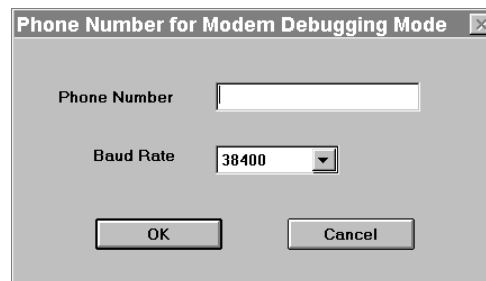 Phone Number for Modem Debugging Mode
Phone Number
Baud Rate 38400
OK Cancel